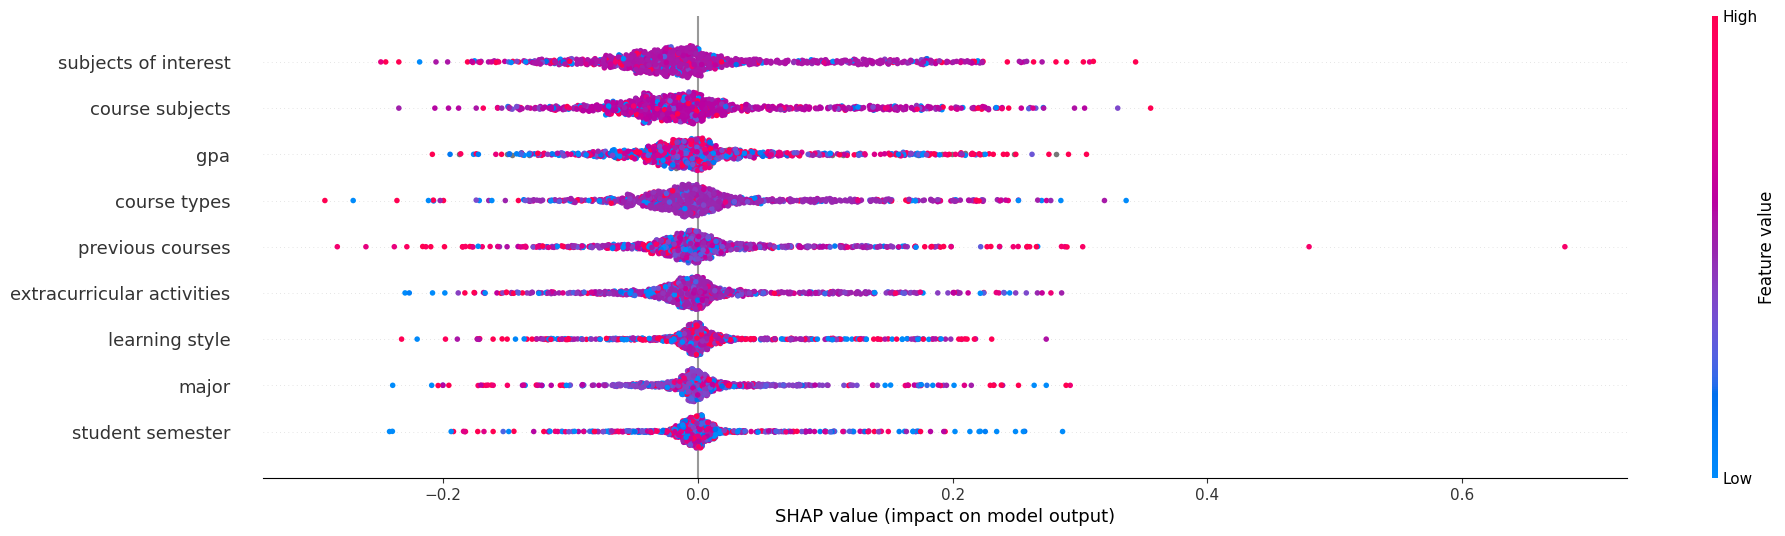 High
subjects of interest
course subjects
gpa
course types
previous courses
extracurricular activities
learning style
major
student semester
Feature value
Low
−0.2 0.0 0.2 0.4 0.6
SHAP value (impact on model output)